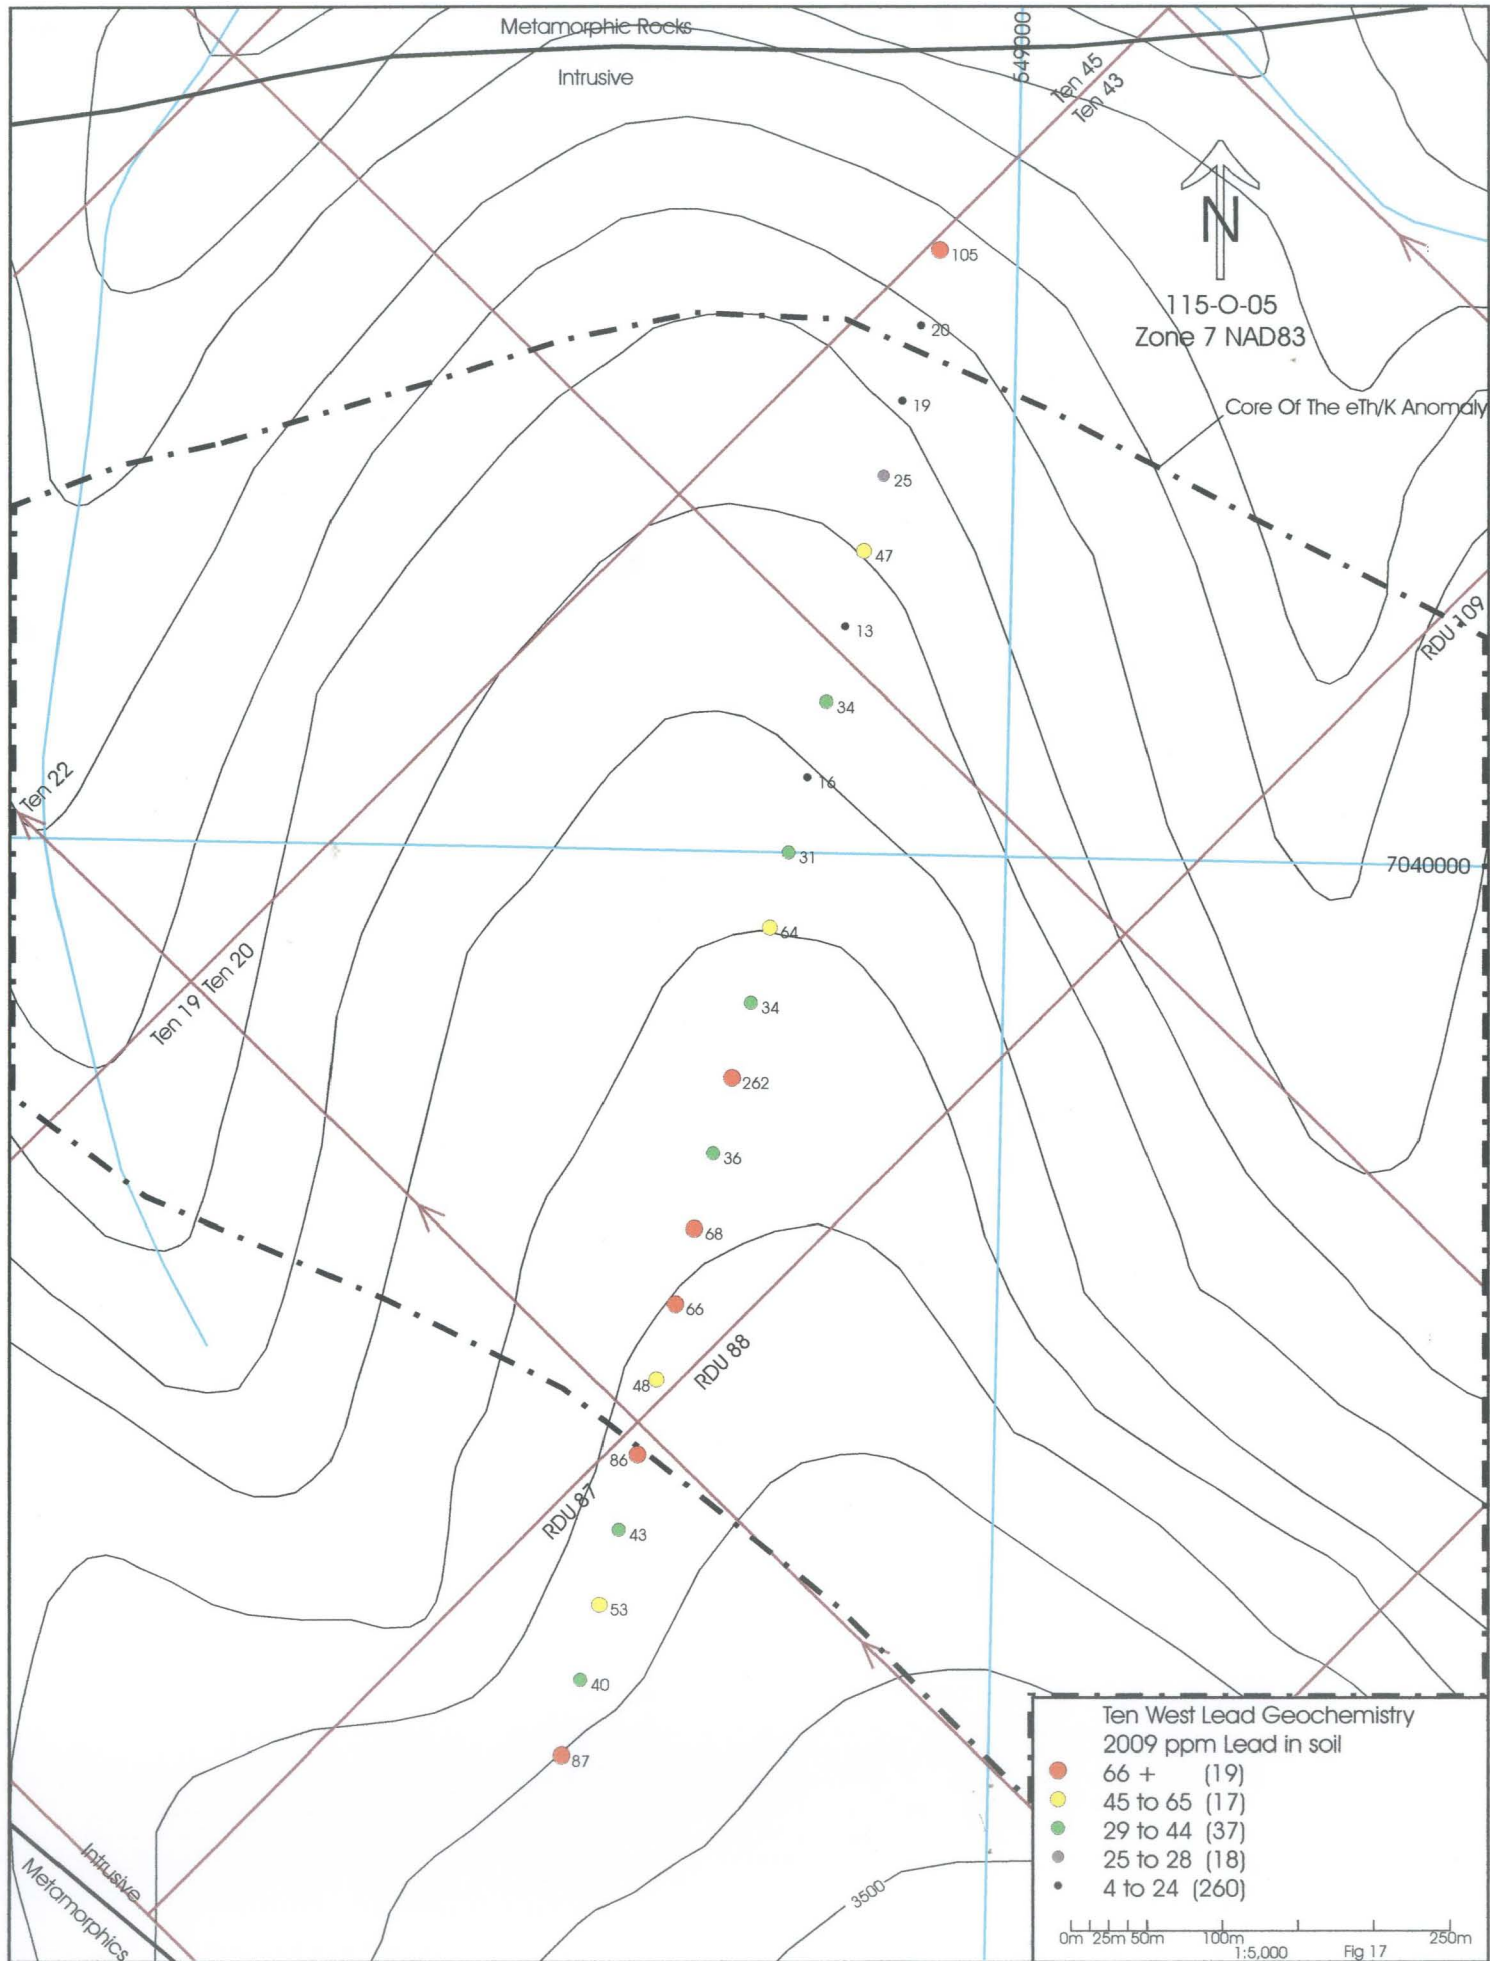 Metamorphic Rocks
Intrusive
549000
Ten 45
Ten 43
N
115-O-05
Zone 7 NAD83
Core Of The eTh/K Anomaly
105
20
19
25
47
13
34
16
31
64
34
262
36
68
66
48
86
43
53
40
87
RDU 109
Ten 22
7040000
Ten 19
Ten 20
RDU 88
RDU 87
Intrusive
Metamorphics
3500
Ten West Lead Geochemistry
2009 ppm Lead in soil
66 + (19)
45 to 65 (17)
29 to 44 (37)
25 to 28 (18)
4 to 24 (260)
0m 25m 50m 100m 250m
1:5,000 Fig 17